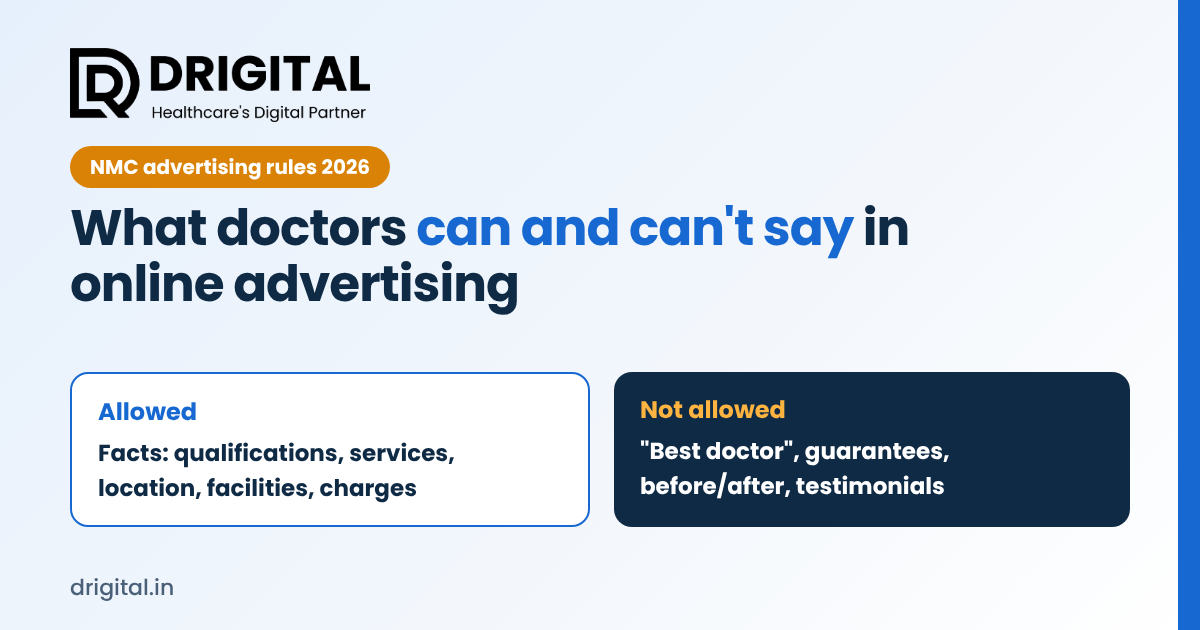 DRIGITAL
Healthcare's Digital Partner
NMC advertising rules 2026
What doctors can and can't say in
online advertising
Allowed
Facts: qualifications, services,
location, facilities, charges
Not allowed
"Best doctor", guarantees,
before/after, testimonials
drigital.in